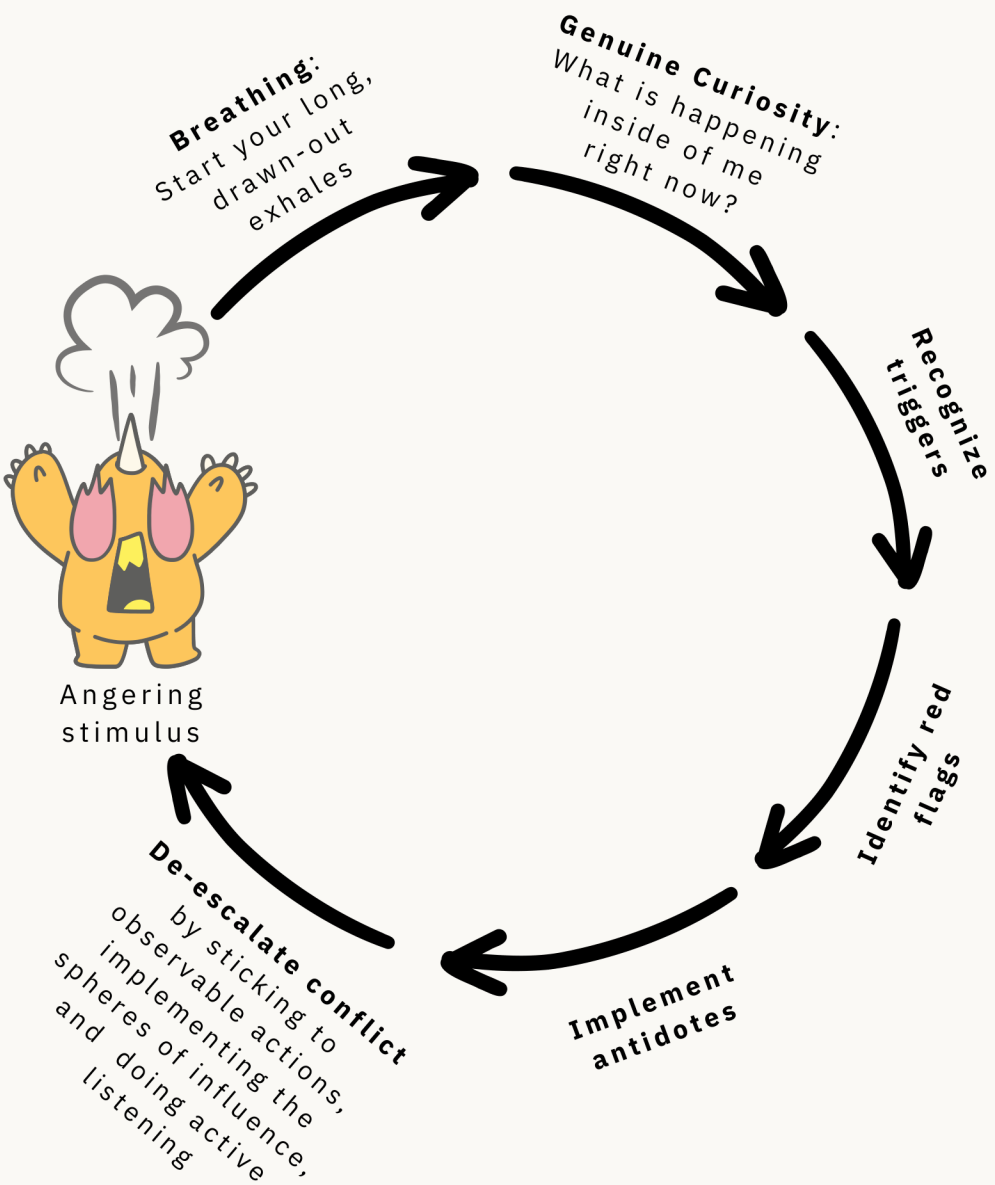 Breathing:
Start your long,
drawn-out
exhales
Genuine Curiosity:
What is happening
inside of me
right now?
Recognize
triggers
Identify red
flags
Implement
antidotes
De-escalate conflict
by sticking to
observable actions,
implementing the
spheres of influence,
and doing active
listening
Angering
stimulus